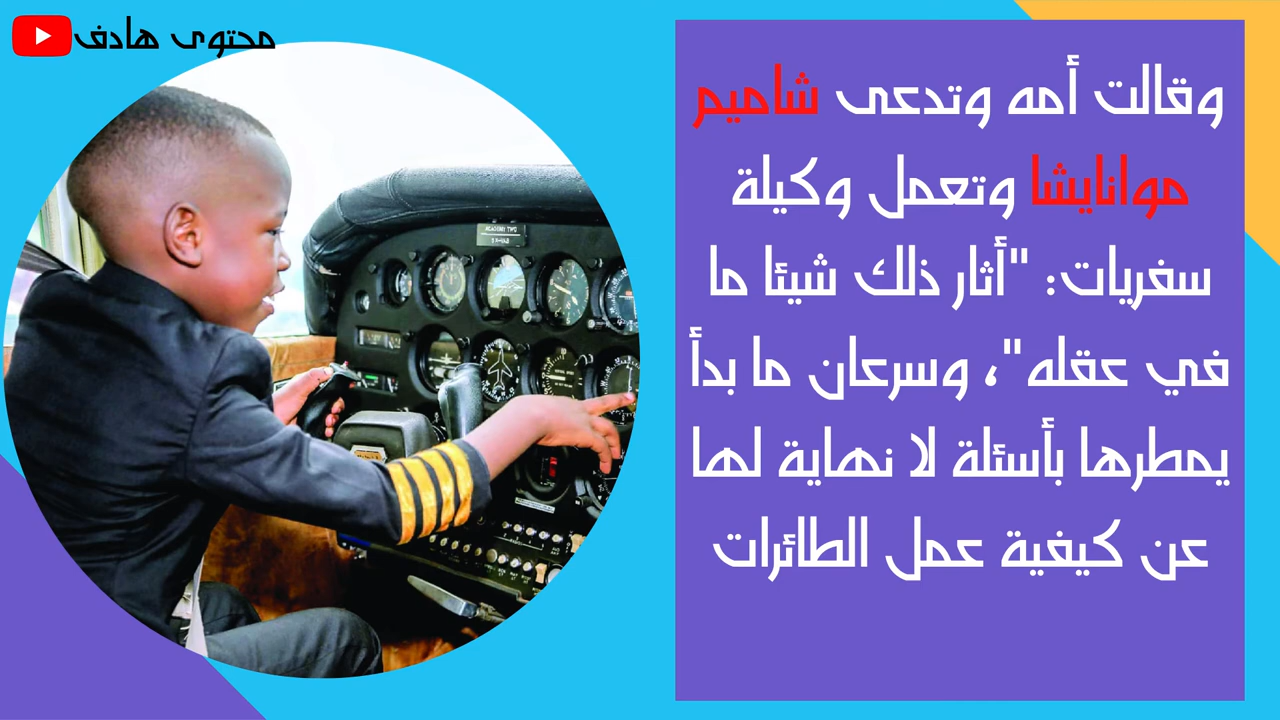 محتوى هادف
وقالت أمه وتدعى شاميم
موانايشا وتعمل وكيلة
سفريات: "أثار ذلك شيئا ما
في عقله"، وسرعان ما بدأ
يمطرها بأسئلة لا نهاية لها
عن كيفية عمل الطائرات